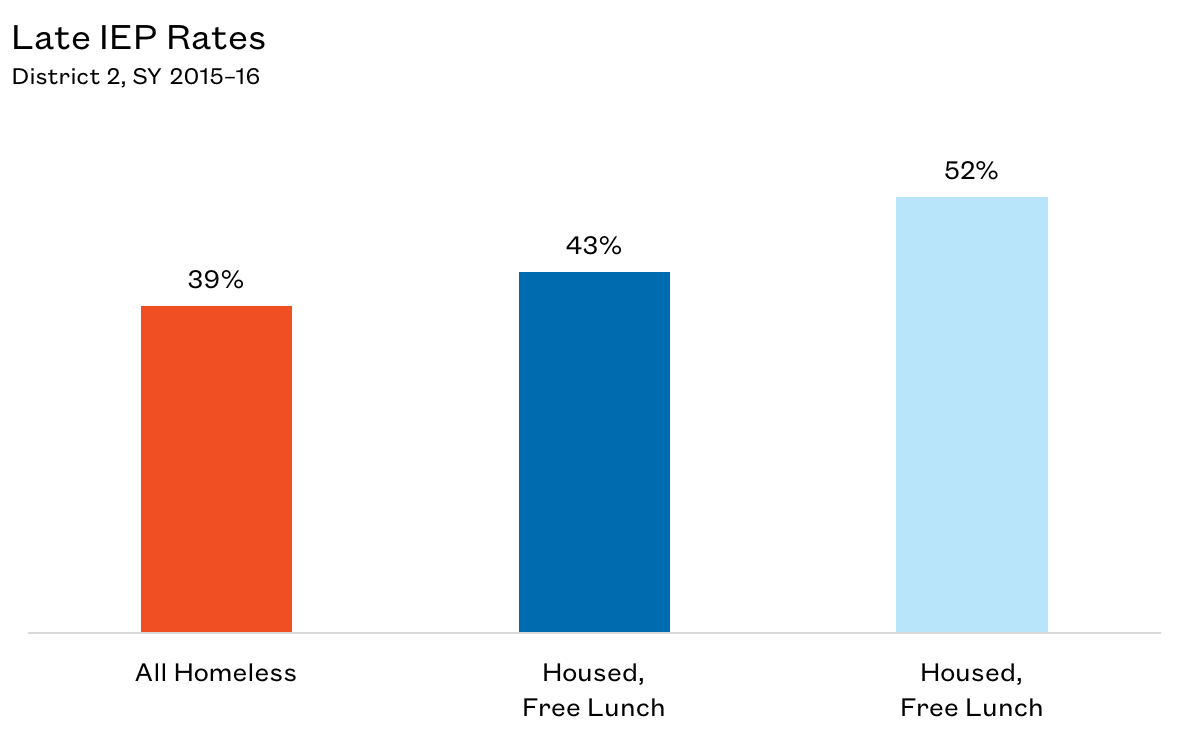 Late IEP Rates
District 2, SY 2015–16
52%
43%
39%
All Homeless
Housed,
Free Lunch
Housed,
Free Lunch